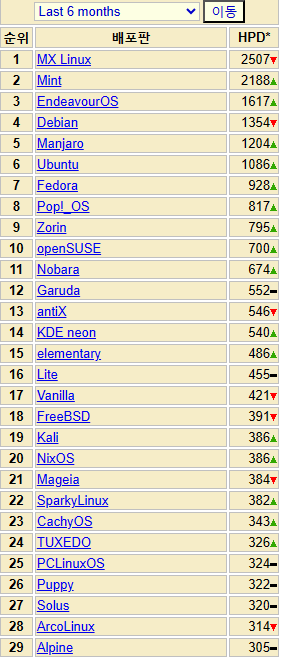 Last 6 months 이동
순위 배포판 HPD*
1 MX Linux 2507
2 Mint 2188
3 EndeavourOS 1617
4 Debian 1354
5 Manjaro 1204
6 Ubuntu 1086
7 Fedora 928
8 Pop!_OS 817
9 Zorin 795
10 openSUSE 700
11 Nobara 674
12 Garuda 552
13 antiX 546
14 KDE neon 540
15 elementary 486
16 Lite 455
17 Vanilla 421
18 FreeBSD 391
19 Kali 386
20 NixOS 386
21 Mageia 384
22 SparkyLinux 382
23 CachyOS 343
24 TUXEDO 326
25 PCLinuxOS 324
26 Puppy 322
27 Solus 320
28 ArcoLinux 314
29 Alpine 305